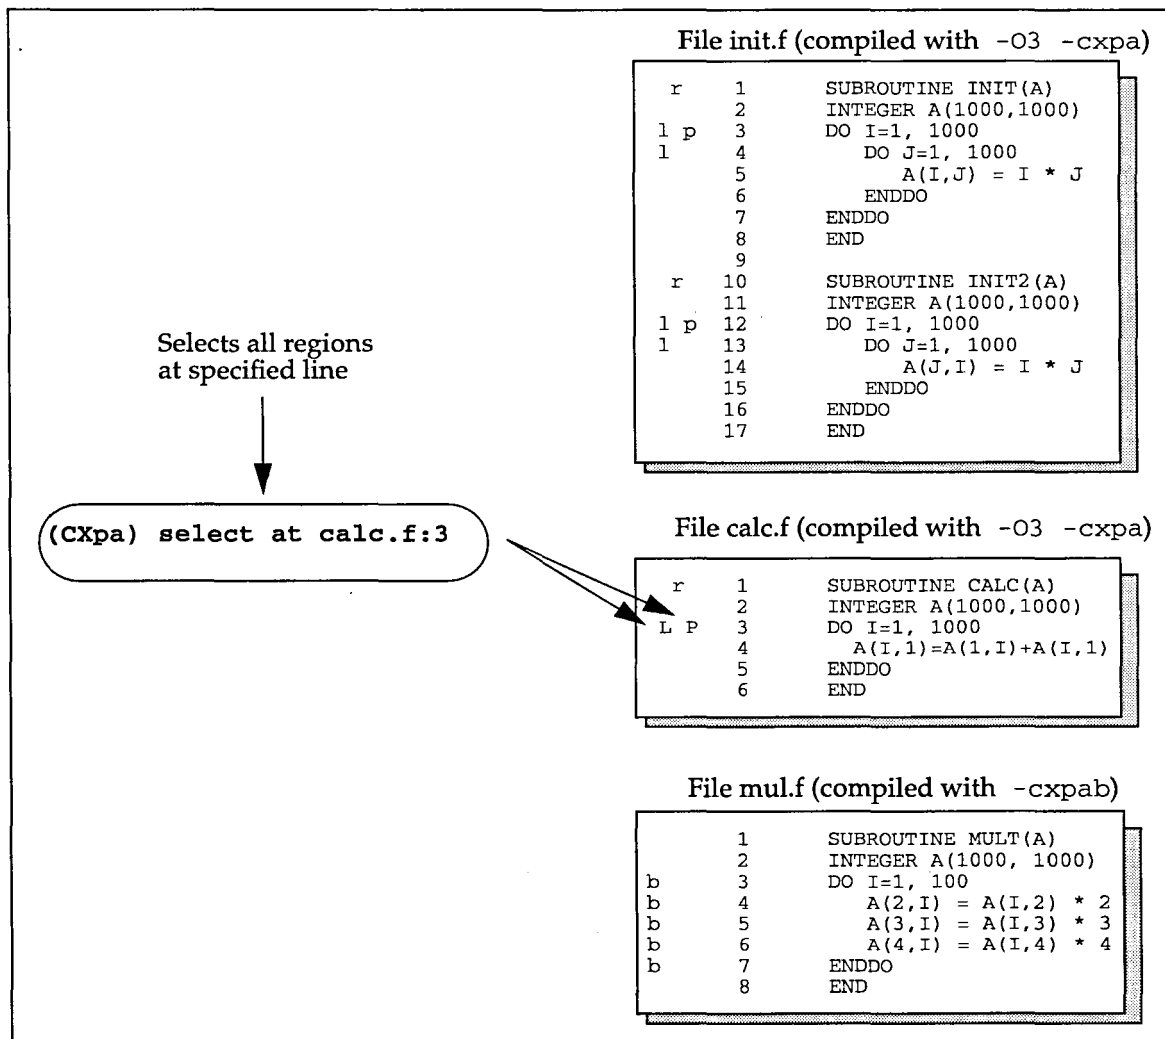 File init.f (compiled with -O3 -cxpa)
r 1 SUBROUTINE INIT(A)
2 INTEGER A(1000,1000)
l p 3 DO I=1, 1000
l 4 DO J=1, 1000
5 A(I,J) = I * J
6 ENDDO
7 ENDDO
8 END
9
r 10 SUBROUTINE INIT2(A)
11 INTEGER A(1000,1000)
l p 12 DO I=1, 1000
l 13 DO J=1, 1000
14 A(J,I) = I * J
15 ENDDO
16 ENDDO
17 END
Selects all regions
at specified line
(CXpa) select at calc.f:3
File calc.f (compiled with -O3 -cxpa)
r 1 SUBROUTINE CALC(A)
2 INTEGER A(1000,1000)
L P 3 DO I=1, 1000
4 A(I,1)=A(1,I)+A(I,1)
5 ENDDO
6 END
File mul.f (compiled with -cxpab)
1 SUBROUTINE MULT(A)
2 INTEGER A(1000, 1000)
b 3 DO I=1, 100
b 4 A(2,I) = A(I,2) * 2
b 5 A(3,I) = A(I,3) * 3
b 6 A(4,I) = A(I,4) * 4
b 7 ENDDO
8 END